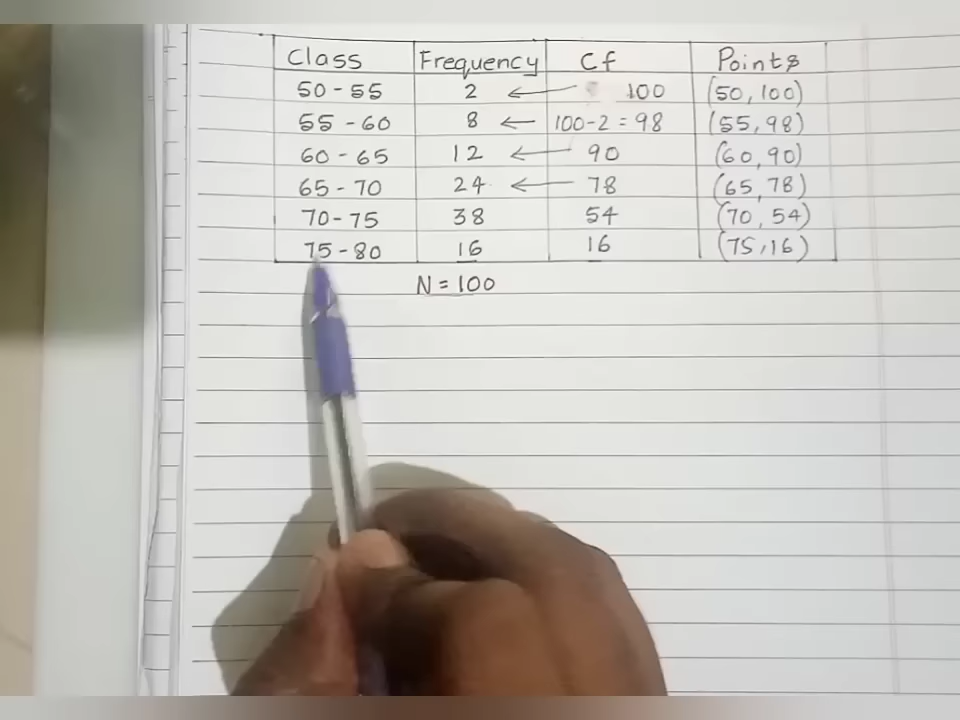 Class Frequency Cf Points
50 - 55 2 ← 100 (50, 100)
55 - 60 8 ← 100 - 2 = 98 (55, 98)
60 - 65 12 ← 90 (60, 90)
65 - 70 24 ← 78 (65, 78)
70 - 75 38 54 (70, 54)
75 - 80 16 16 (75, 16)
N = 100